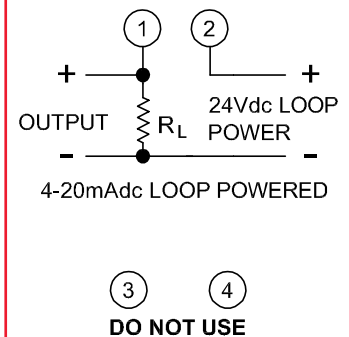 1 2
+ +
OUTPUT RL 24Vdc LOOP
POWER
- -
4-20mAdc LOOP POWERED
3 4
DO NOT USE